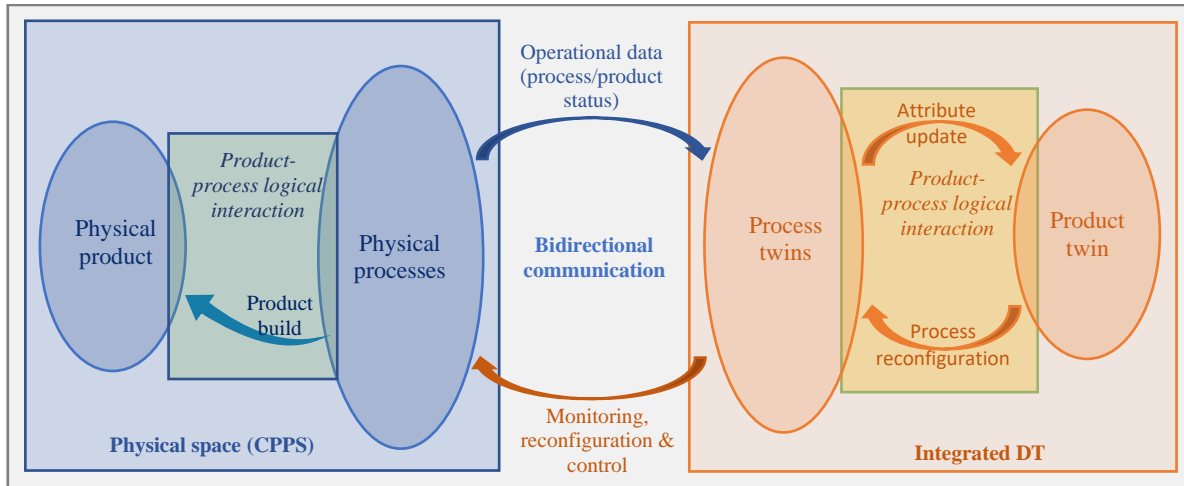 Physical
product
Product-
process logical
interaction
Product
build
Physical
processes
Physical space (CPPS)
Operational data
(process/product
status)
Bidirectional
communication
Monitoring,
reconfiguration &
control
Process
twins
Attribute
update
Product-
process logical
interaction
Process
reconfiguration
Product
twin
Integrated DT